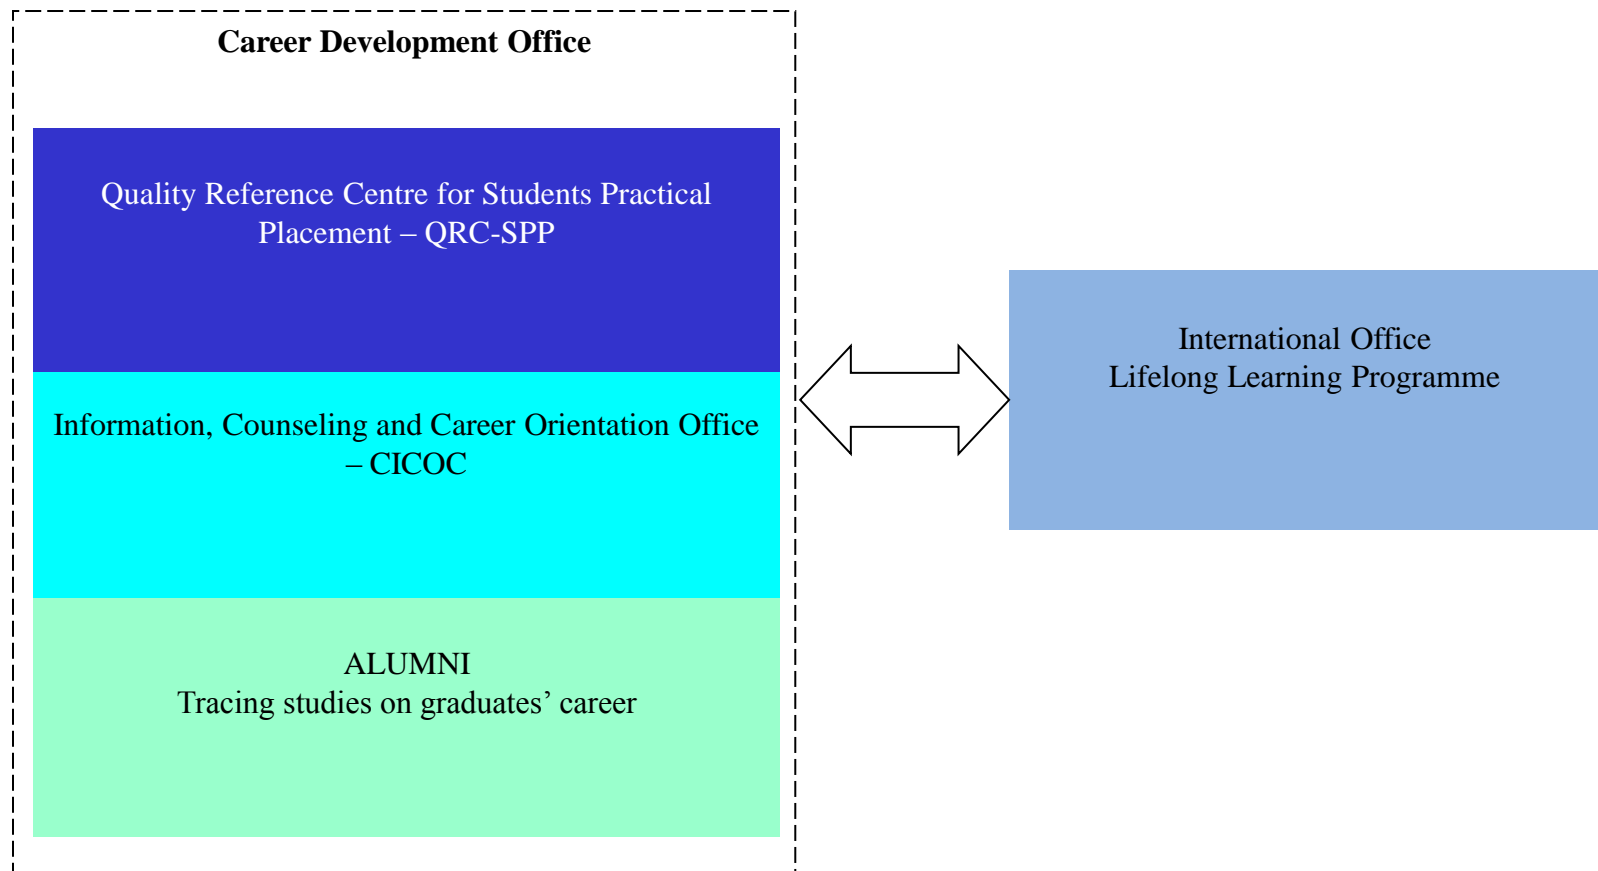 Career Development Office
Quality Reference Centre for Students Practical
Placement – QRC-SPP
Information, Counseling and Career Orientation Office
– CICOC
ALUMNI
Tracing studies on graduates’ career
International Office
Lifelong Learning Programme